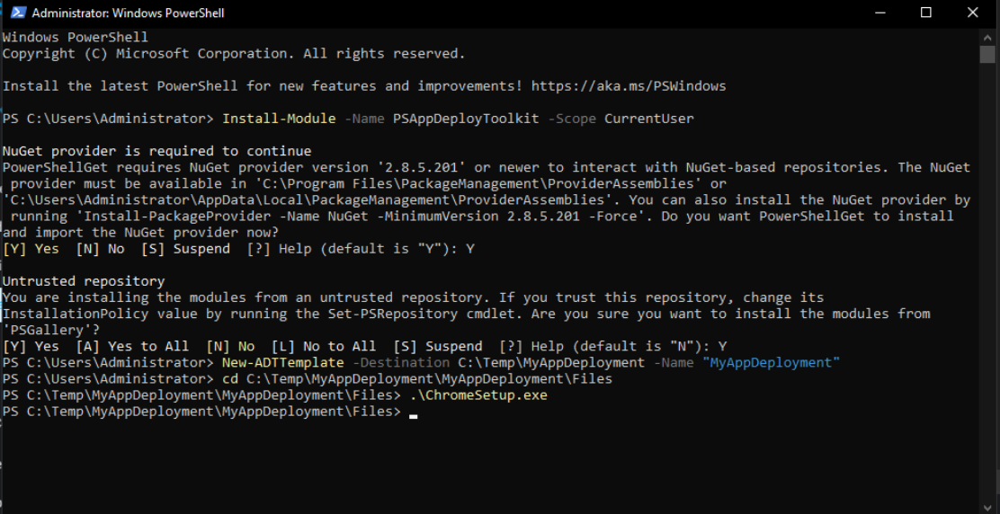 Administrator: Windows PowerShell
Windows PowerShell
Copyright (C) Microsoft Corporation. All rights reserved.
Install the latest PowerShell for new features and improvements! https://aka.ms/PSWindows
PS C:\Users\Administrator> Install-Module -Name PSAppDeployToolkit -Scope CurrentUser
NuGet provider is required to continue
PowerShellGet requires NuGet provider version '2.8.5.201' or newer to interact with NuGet-based repositories. The NuGet
provider must be available in 'C:\Program Files\PackageManagement\ProviderAssemblies' or
'C:\Users\Administrator\AppData\Local\PackageManagement\ProviderAssemblies'. You can also install the NuGet provider by
running 'Install-PackageProvider -Name NuGet -MinimumVersion 2.8.5.201 -Force'. Do you want PowerShellGet to install
and import the NuGet provider now?
[Y] Yes  [N] No  [S] Suspend  [?] Help (default is "Y"): Y
Untrusted repository
You are installing the modules from an untrusted repository. If you trust this repository, change its
InstallationPolicy value by running the Set-PSRepository cmdlet. Are you sure you want to install the modules from
'PSGallery'?
[Y] Yes  [A] Yes to All  [N] No  [L] No to All  [S] Suspend  [?] Help (default is "N"): Y
PS C:\Users\Administrator> New-ADTTemplate -Destination C:\Temp\MyAppDeployment -Name "MyAppDeployment"
PS C:\Users\Administrator> cd C:\Temp\MyAppDeployment\MyAppDeployment\Files
PS C:\Temp\MyAppDeployment\MyAppDeployment\Files> .\ChromeSetup.exe
PS C:\Temp\MyAppDeployment\MyAppDeployment\Files>